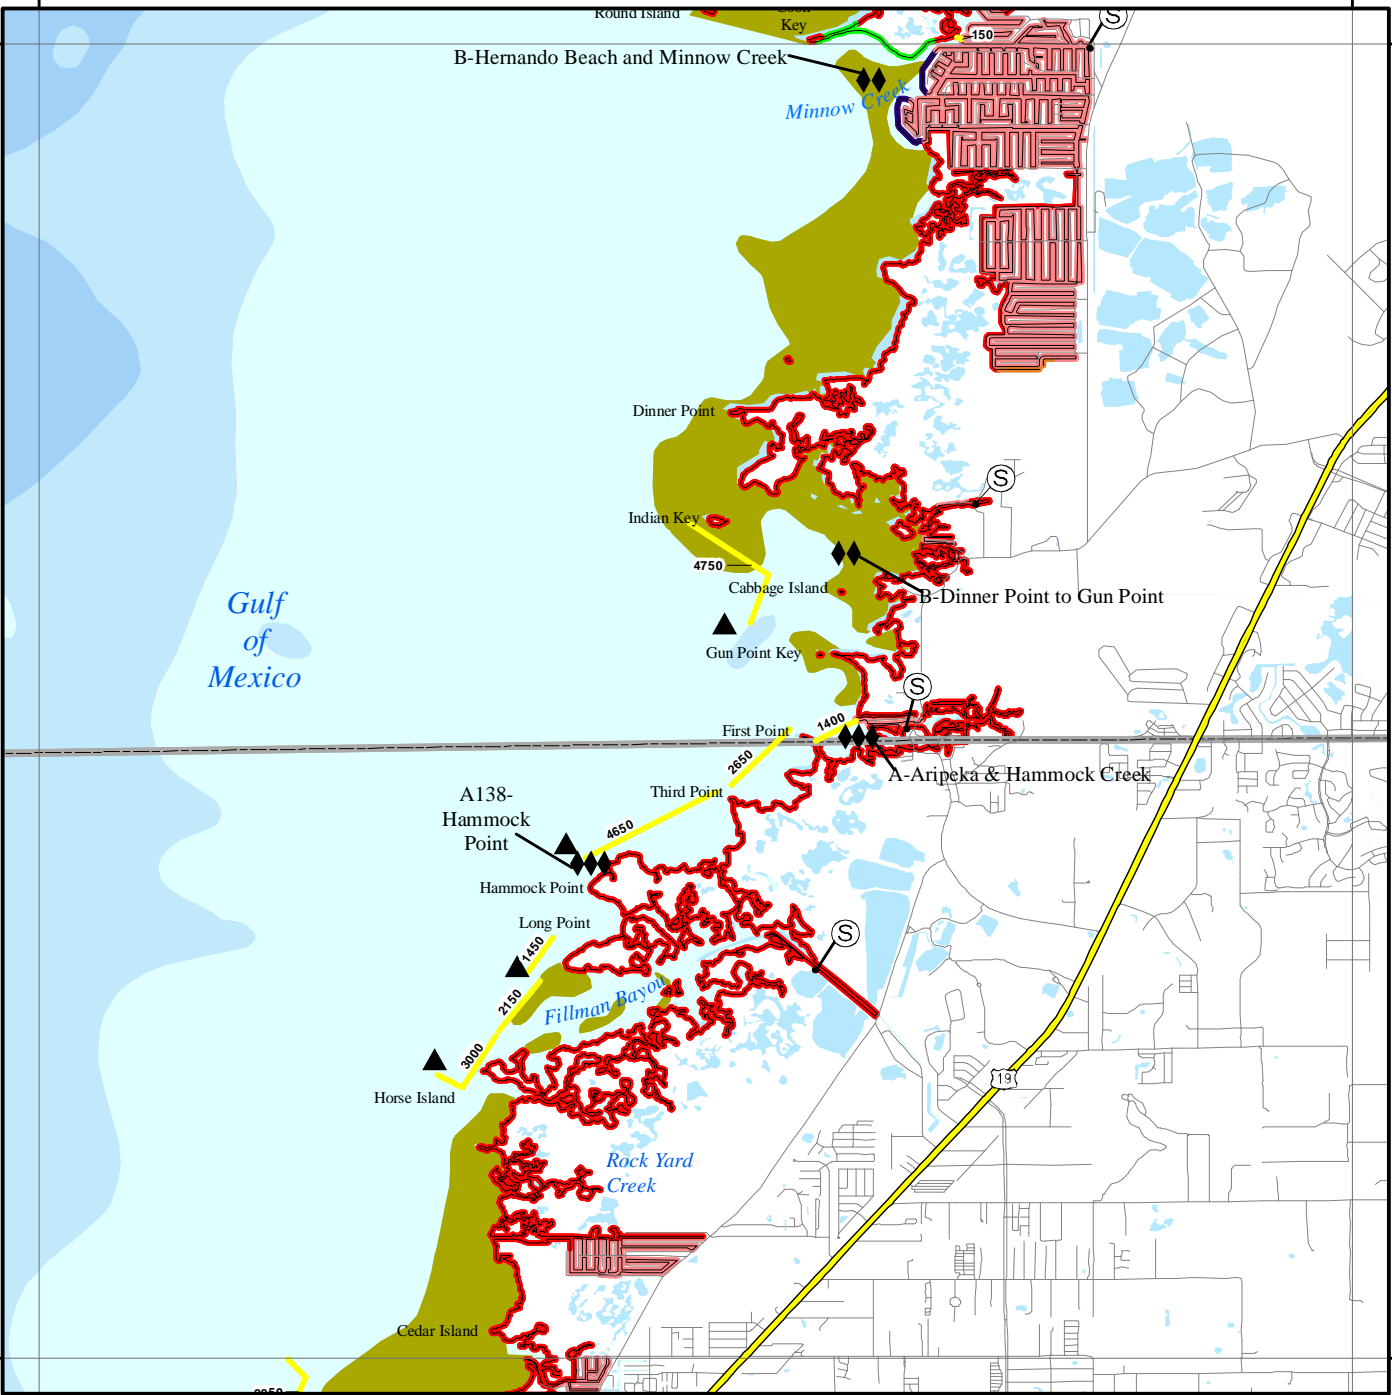 Round Island
Key
S
150
B-Hernando Beach and Minnow Creek
Minnow Creek
Dinner Point
S
Indian Key
4750
Cabbage Island
B-Dinner Point to Gun Point
Gulf
of
Mexico
Gun Point Key
S
First Point
1400
2650
A-Aripeka & Hammock Creek
Third Point
A138-
Hammock
Point
4650
Hammock Point
Long Point
1450
S
2150
Fillman Bayou
3000
19
Horse Island
Rock Yard
Creek
Cedar Island